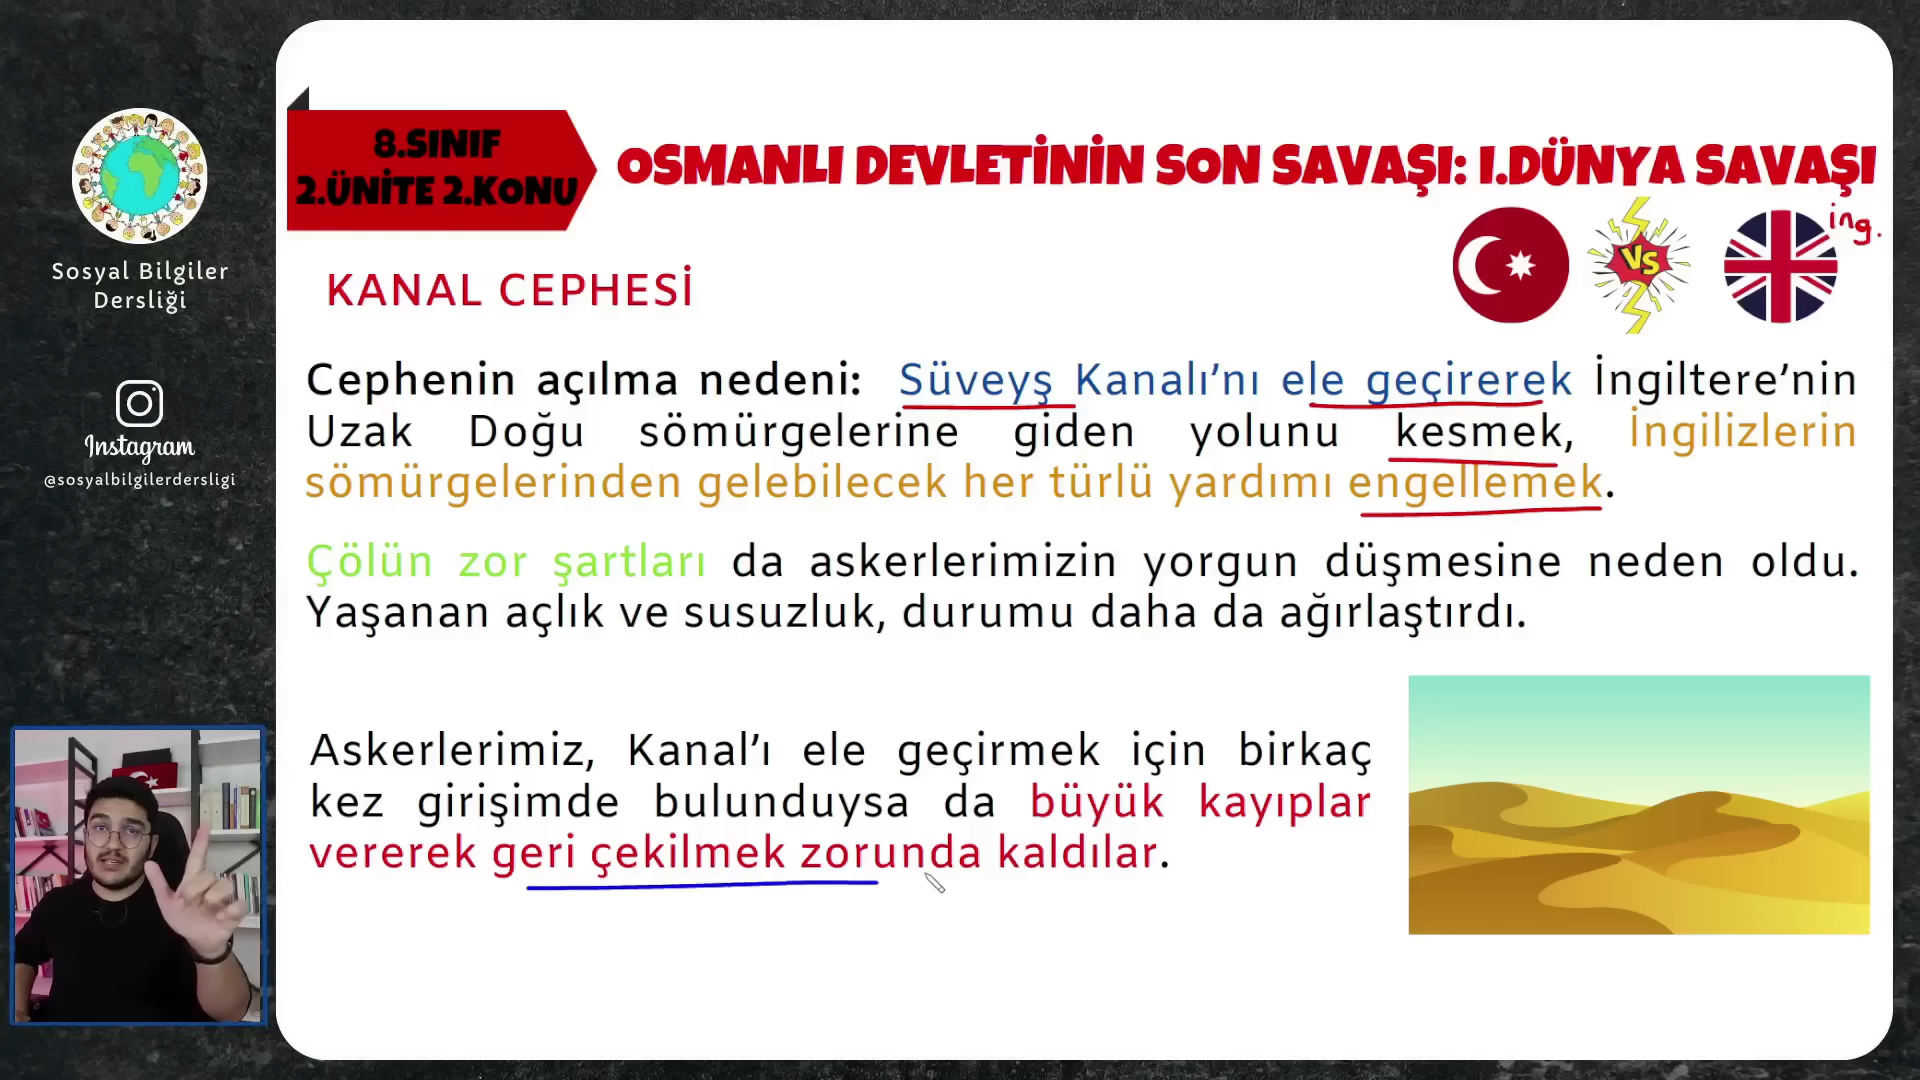 Sosyal Bilgiler
Dersliği
Instagram
@sosyalbilgilerdersligi
8.SINIF
2.ÜNİTE 2.KONU
OSMANLI DEVLETİNİN SON SAVAŞI: I.DÜNYA SAVAŞI
ing.
VS
KANAL CEPHESİ
Cephenin açılma nedeni: Süveyş Kanalı’nı ele geçirerek İngiltere’nin
Uzak Doğu sömürgelerine giden yolunu kesmek, İngilizlerin
sömürgelerinden gelebilecek her türlü yardımı engellemek.
Çölün zor şartları da askerlerimizin yorgun düşmesine neden oldu.
Yaşanan açlık ve susuzluk, durumu daha da ağırlaştırdı.
Askerlerimiz, Kanal’ı ele geçirmek için birkaç
kez girişimde bulunduysa da büyük kayıplar
vererek geri çekilmek zorunda kaldılar.